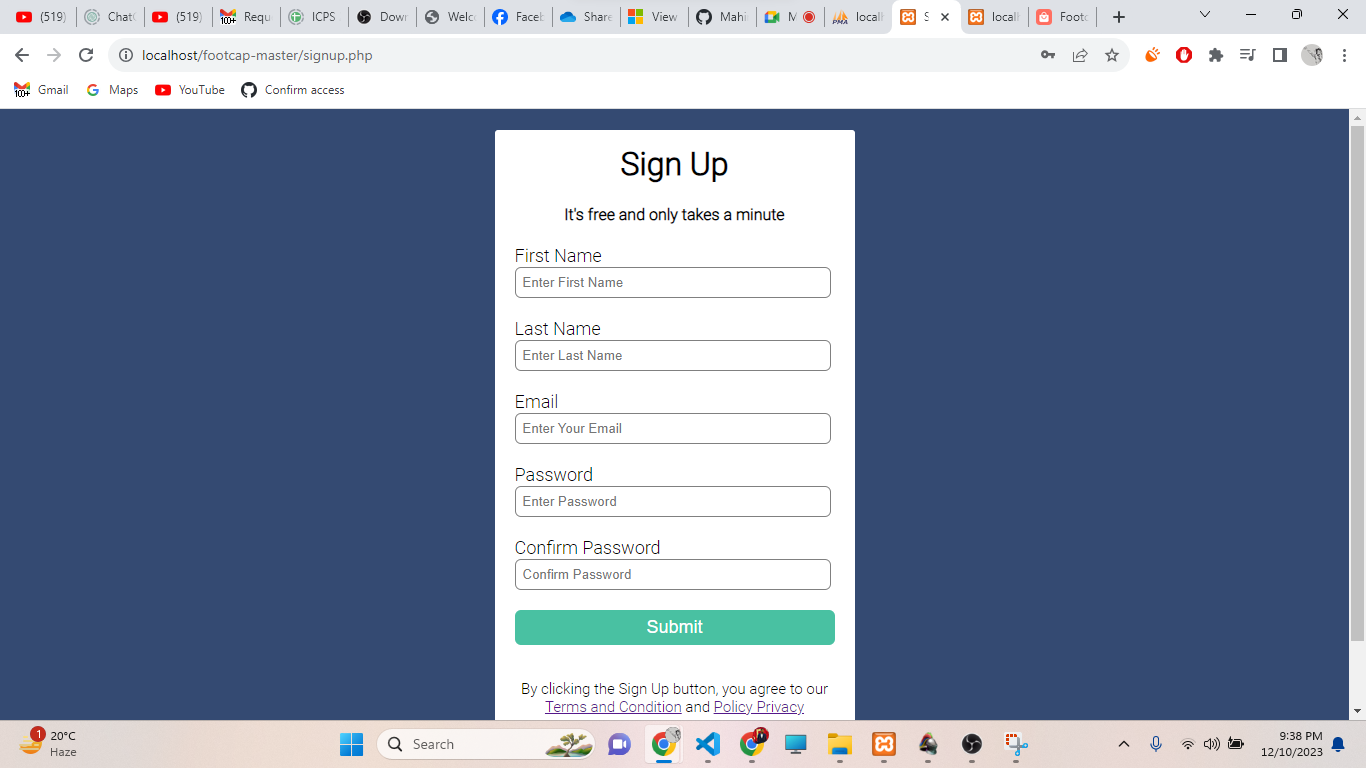 (519)
ChatG
(519)
Requ
ICPS
Down
Welc
Faceb
Share
View
Mahi
M
localh
S
localh
Footc
localhost/footcap-master/signup.php
Gmail
Maps
YouTube
Confirm access
Sign Up
It's free and only takes a minute
First Name
Enter First Name
Last Name
Enter Last Name
Email
Enter Your Email
Password
Enter Password
Confirm Password
Confirm Password
Submit
By clicking the Sign Up button, you agree to our
Terms and Condition and Policy Privacy
1
20°C
Haze
Search
9:38 PM
12/10/2023